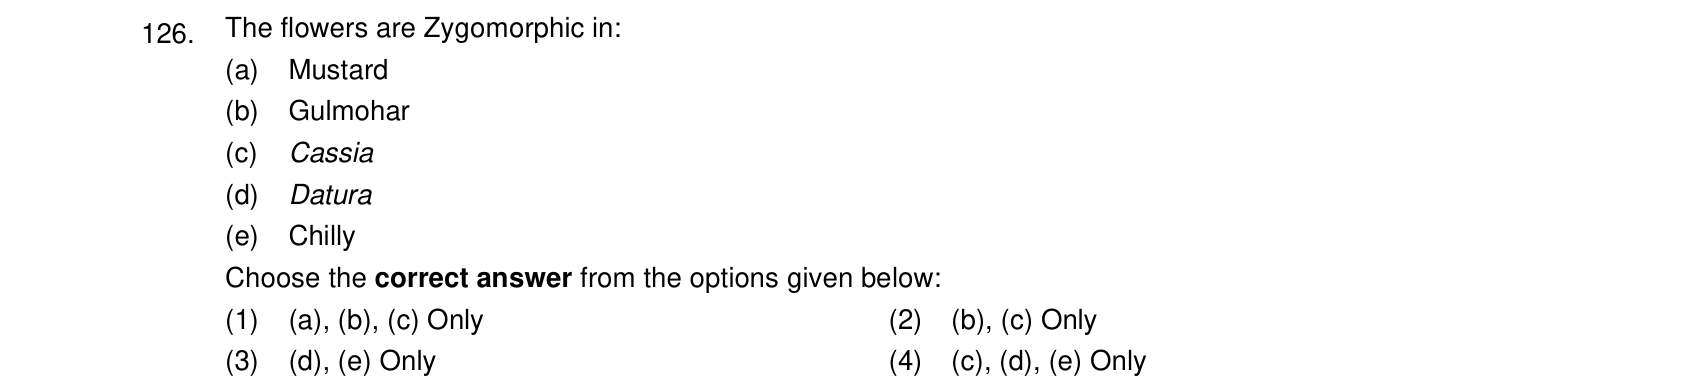 126. The flowers are Zygomorphic in:
(a) Mustard
(b) Gulmohar
(c) Cassia
(d) Datura
(e) Chilly
Choose the correct answer from the options given below:
(1) (a), (b), (c) Only (2) (b), (c) Only
(3) (d), (e) Only (4) (c), (d), (e) Only